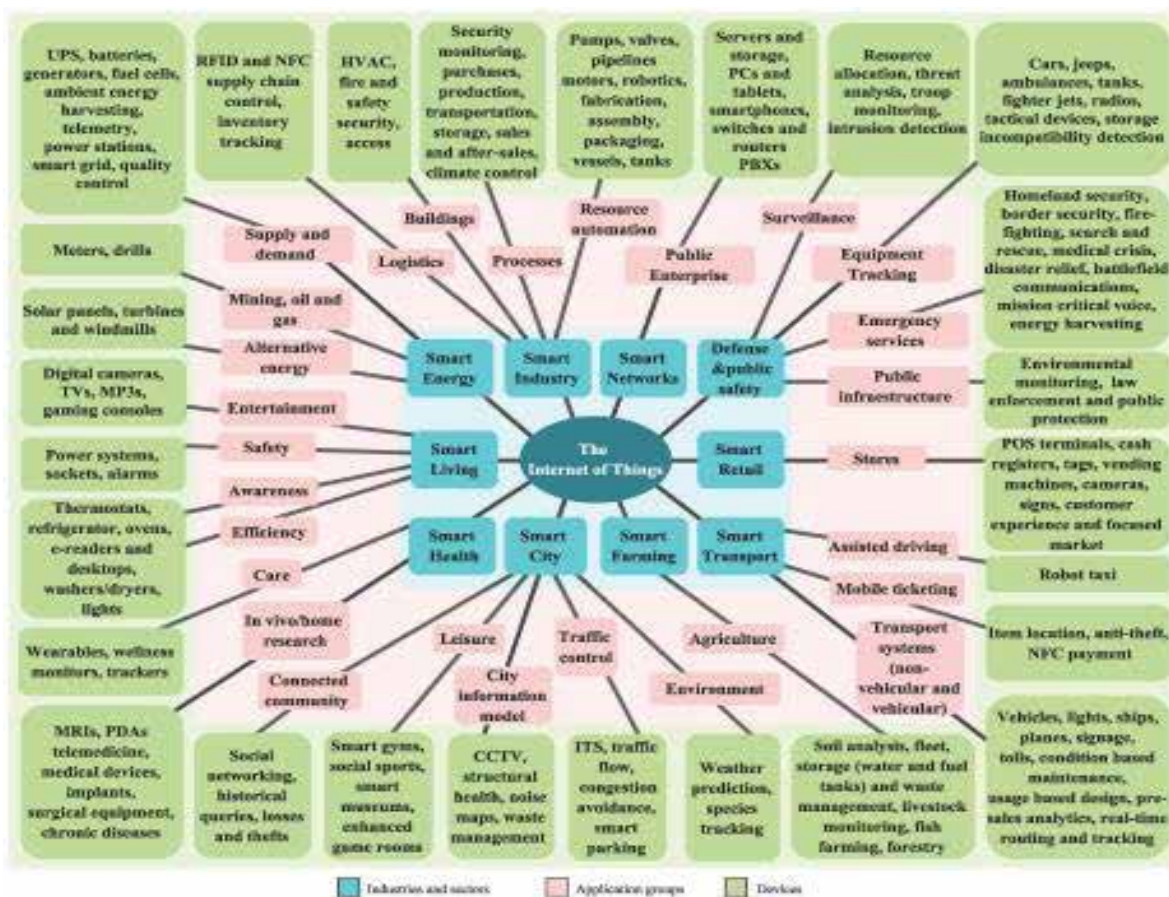 UPS, batteries,
generators, fuel cells,
ambient energy
harvesting,
telemetry,
power stations,
smart grid, quality
control
RFID and NFC
supply chain
control,
inventory
tracking
HVAC,
fire and
safety
security,
access
Security
monitoring,
purchases,
production,
transportation,
storage, sales
and after-sales,
climate control
Pumps, valves,
pipelines
motors, robotics,
fabrication,
assembly,
packaging,
vessels, tanks
Servers and
storage,
PCs and
tablets,
smartphones,
switches and
routers
PBXs
Resource
allocation, threat
analysis, troop
monitoring,
intrusion detection
Cars, jeeps,
ambulances, tanks,
fighter jets, radios,
tactical devices, storage
incompatibility detection
Buildings
Resource
automation
Surveillance
Supply and
demand
Logistics
Processes
Public
Enterprise
Equipment
Tracking
Homeland security,
border security, fire-
fighting, search and
rescue, medical crisis,
disaster relief, battlefield
communications,
mission critical voice,
energy harvesting
Meters, drills
Mining, oil and
gas
Solar panels, turbines
and windmills
Alternative
energy
Emergency
services
Smart
Energy
Smart
Industry
Smart
Networks
Defense
&public
safety
Public
infraestructure
Environmental
monitoring, law
enforcement and public
protection
Digital cameras,
TVs, MP3s,
gaming consoles
Entertainment
Safety
Power systems,
sockets, alarms
Awareness
Smart
Living
The
Internet of Things
Smart
Retail
Stores
POS terminals, cash
registers, tags, vending
machines, cameras,
signs, customer
experience and focused
market
Thermostats,
refrigerator, ovens,
e-readers and
desktops,
washers/dryers,
lights
Efficiency
Smart
Health
Smart
City
Smart
Farming
Smart
Transport
Assisted driving
Robot taxi
Care
Mobile ticketing
In vivo/home
research
Leisure
Traffic
control
Agriculture
Transport
systems
(non-
vehicular and
vehicular)
Item location, anti-theft,
NFC payment
Wearables, wellness
monitors, trackers
Connected
community
City
information
model
Environment
MRIs, PDAs
telemedicine,
medical devices,
implants,
surgical equipment,
chronic diseases
Social
networking,
historical
queries, losses
and thefts
Smart gyms,
social sports,
smart
museums,
enhanced
game rooms
CCTV,
structural
health, noise
maps, waste
management
ITS, traffic
flow,
congestion
avoidance,
smart
parking
Weather
prediction,
species
tracking
Soil analysis, fleet,
storage (water and fuel
tanks) and waste
management, livestock
monitoring, fish
farming, forestry
Vehicles, lights, ships,
planes, signage,
tolls, condition based
maintenance,
usage based design, pre-
sales analytics, real-time
routing and tracking
Industries and sectors
Application groups
Devices